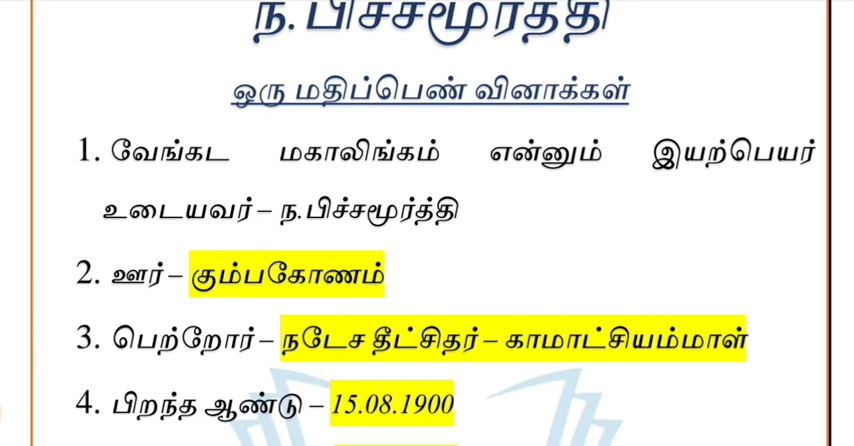 ந. பிச்சமூர்த்தி
ஒரு மதிப்பெண் வினாக்கள்
1. வேங்கட மகாலிங்கம் என்னும் இயற்பெயர்
உடையவர் – ந.பிச்சமூர்த்தி
2. ஊர் – கும்பகோணம்
3. பெற்றோர் – நடேச தீட்சிதர் – காமாட்சியம்மாள்
4. பிறந்த ஆண்டு – 15.08.1900